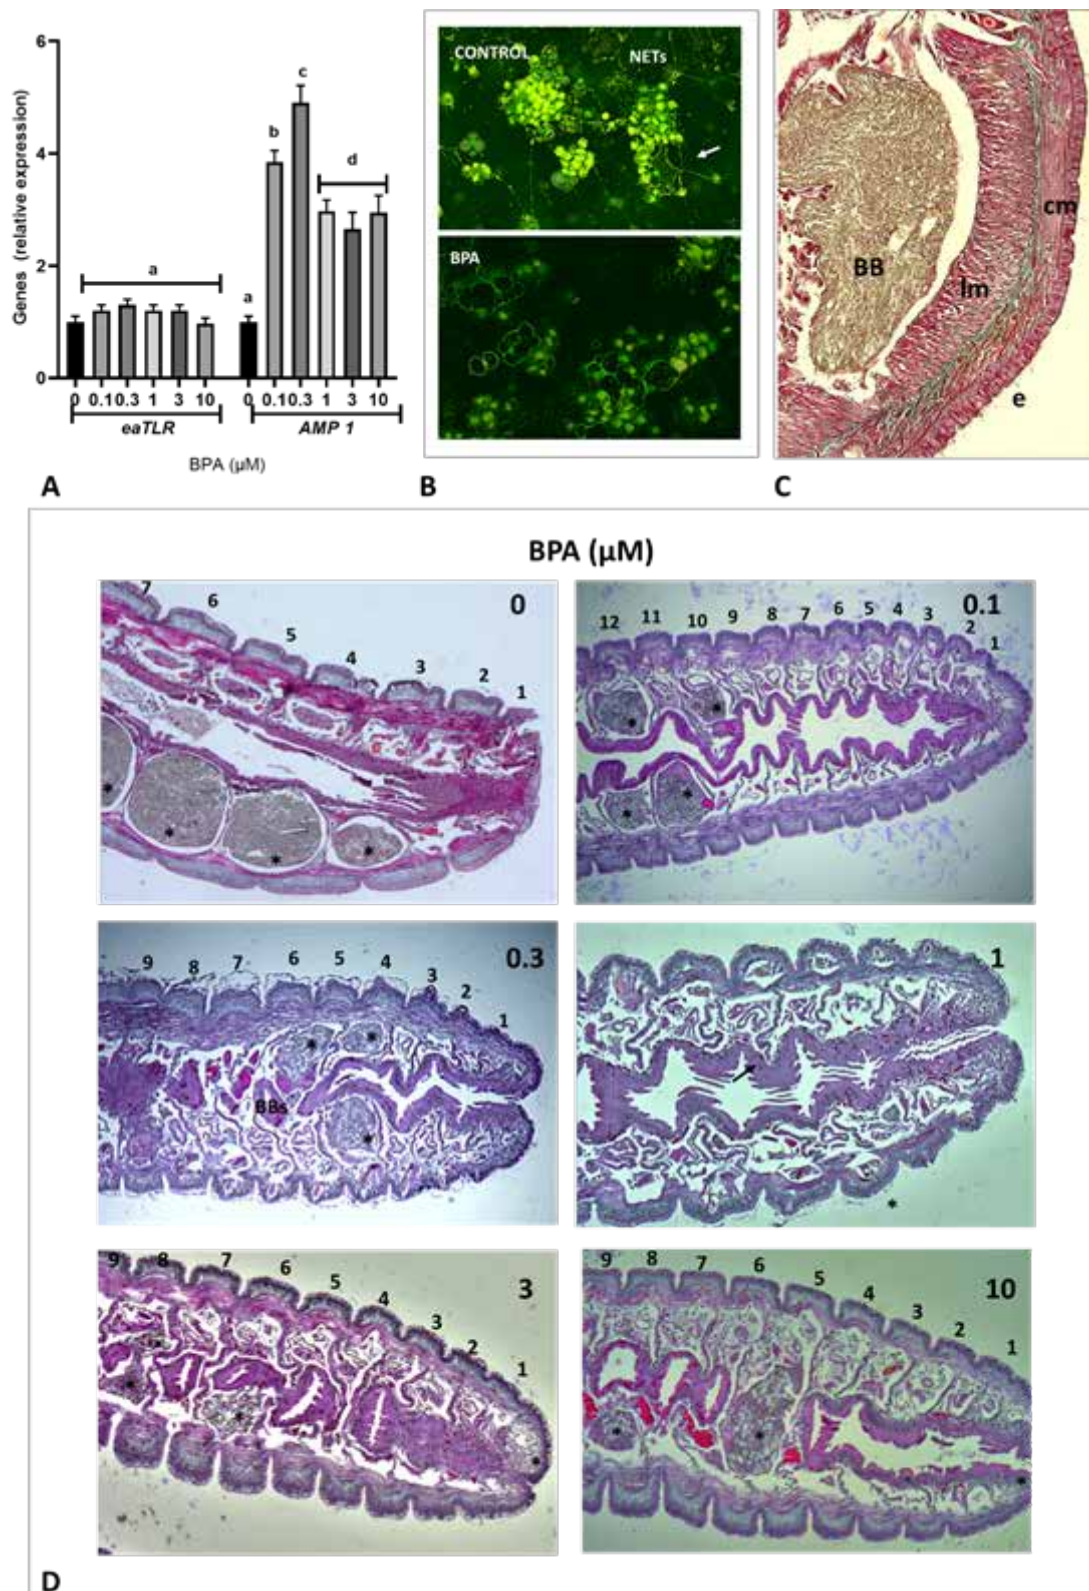 6
4
2
0
Genes (relative expression)
a
a
b
c
d
0 0.1 0.3 1 3 10 0 0.1 0.3 1 3 10
eaTLR AMP 1
BPA (µM)
A
CONTROL NETs
BPA
B
BB
lm
cm
e
C
BPA (µM)
0
7 6 5 4 3 2 1
*
*
*
*
0.1
12 11 10 9 8 7 6 5 4 3 2 1
* *
* *
0.3
9 8 7 6 5 4 3 2 1
* *
BBs
*
1
*
3
9 8 7 6 5 4 3 2 1
*
*
*
*
10
9 8 7 6 5 4 3 2 1
* *
*
D